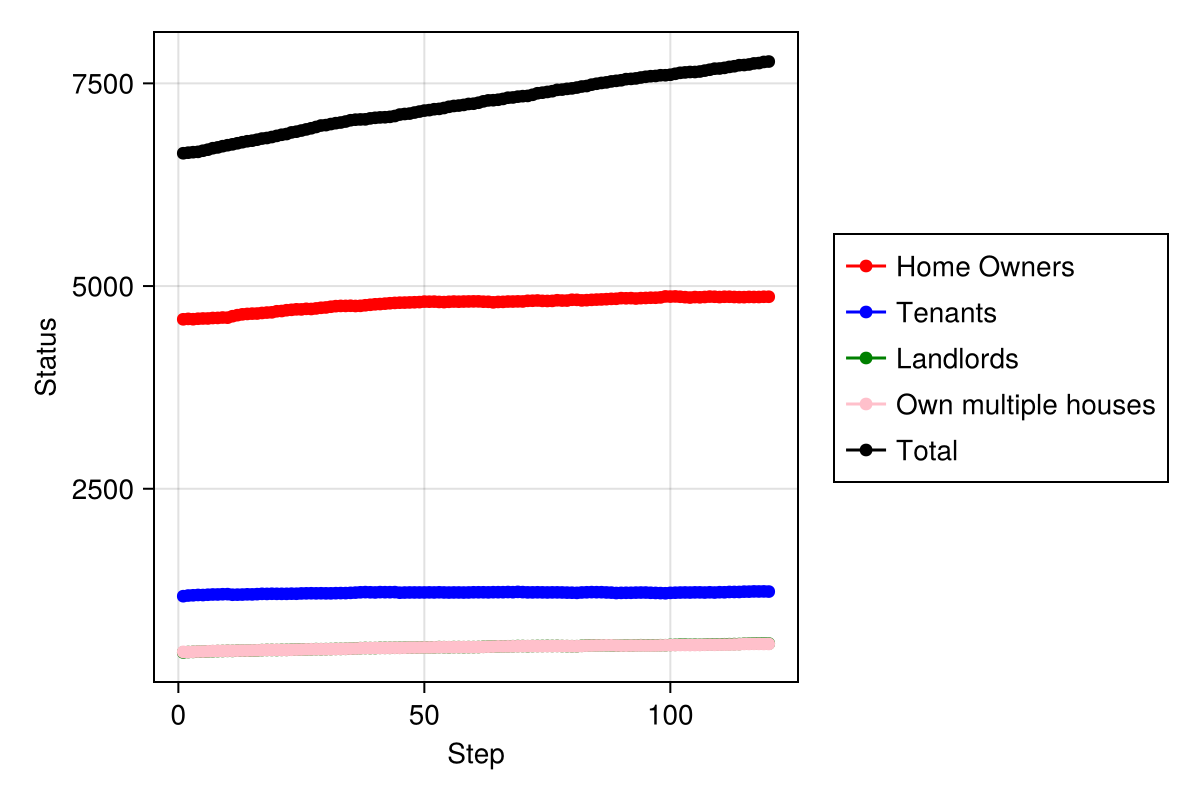 7500
5000
2500
Status
0
50
100
Step
Home Owners
Tenants
Landlords
Own multiple houses
Total